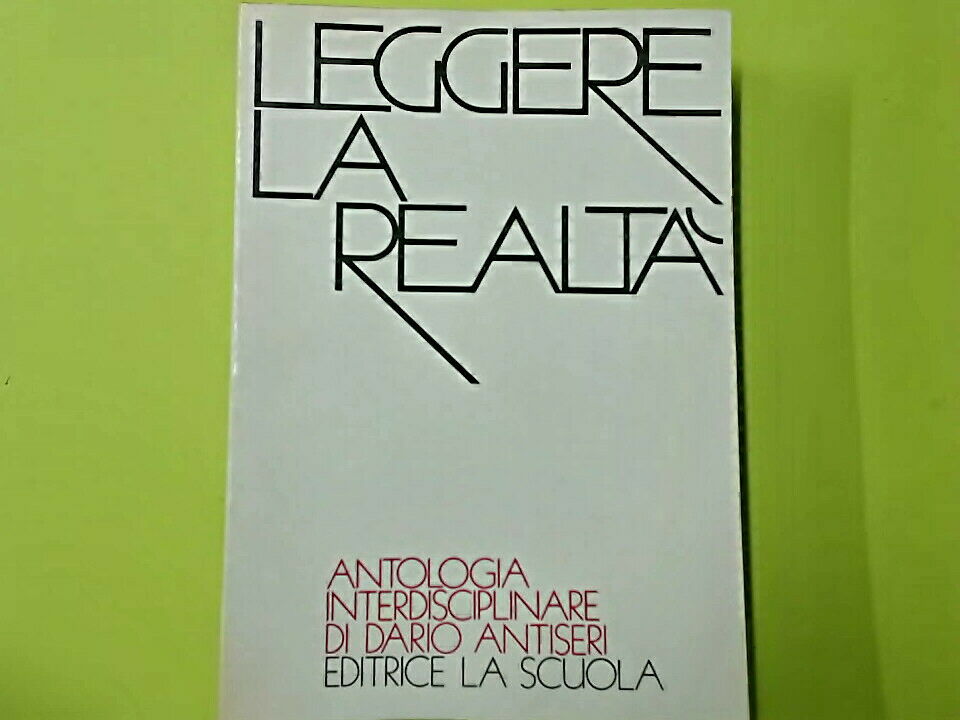 LEGGERE
LA
REALTÀ
ANTOLOGIA
INTERDISCIPLINARE
DI DARIO ANTISERI
EDITRICE LA SCUOLA